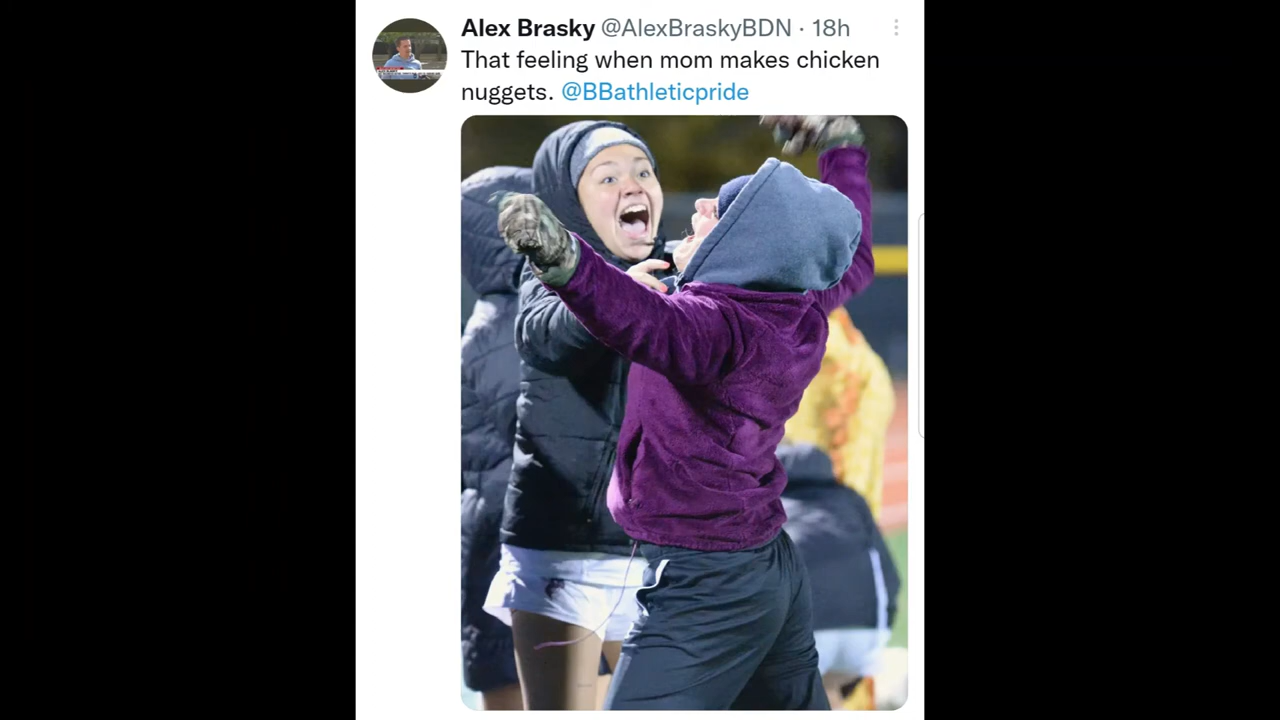 Alex Brasky @AlexBraskyBDN · 18h
That feeling when mom makes chicken
nuggets. @BBathleticpride